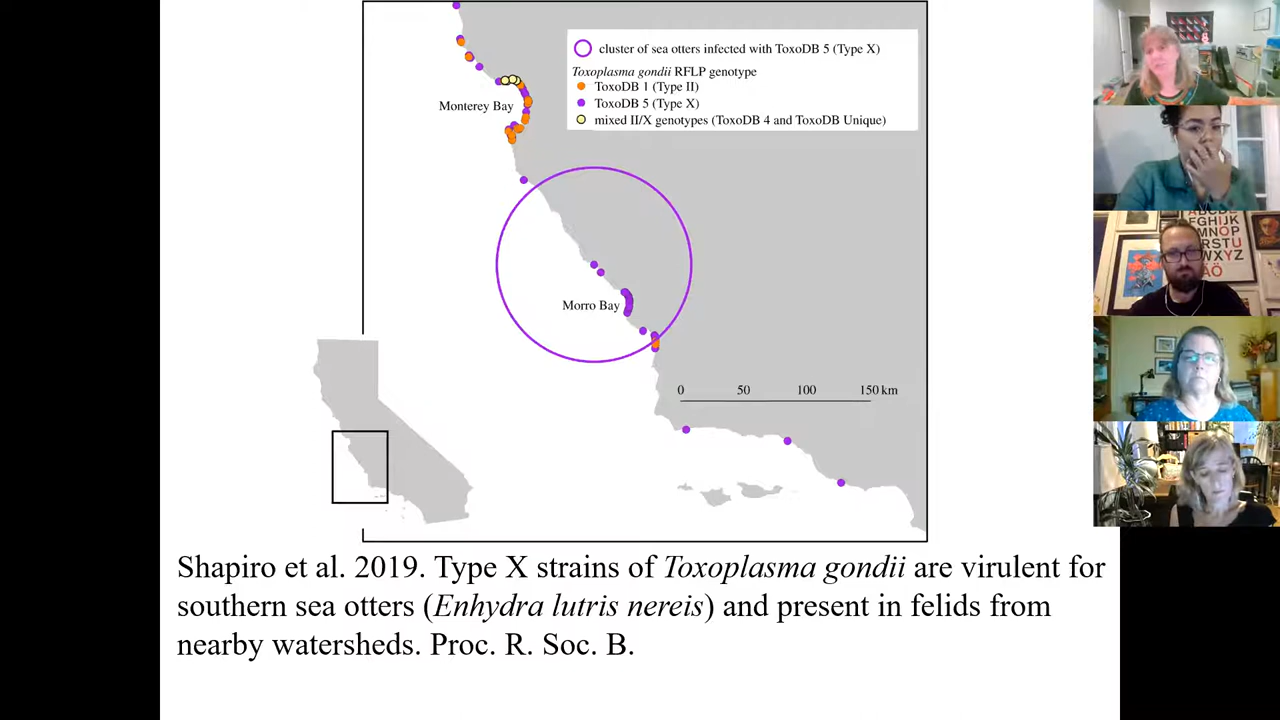 cluster of sea otters infected with ToxoDB 5 (Type X)
Toxoplasma gondii RFLP genotype
ToxoDB 1 (Type II)
ToxoDB 5 (Type X)
mixed II/X genotypes (ToxoDB 4 and ToxoDB Unique)
Monterey Bay
Morro Bay
0 50 100 150 km
Shapiro et al. 2019. Type X strains of Toxoplasma gondii are virulent for
southern sea otters (Enhydra lutris nereis) and present in felids from
nearby watersheds. Proc. R. Soc. B.